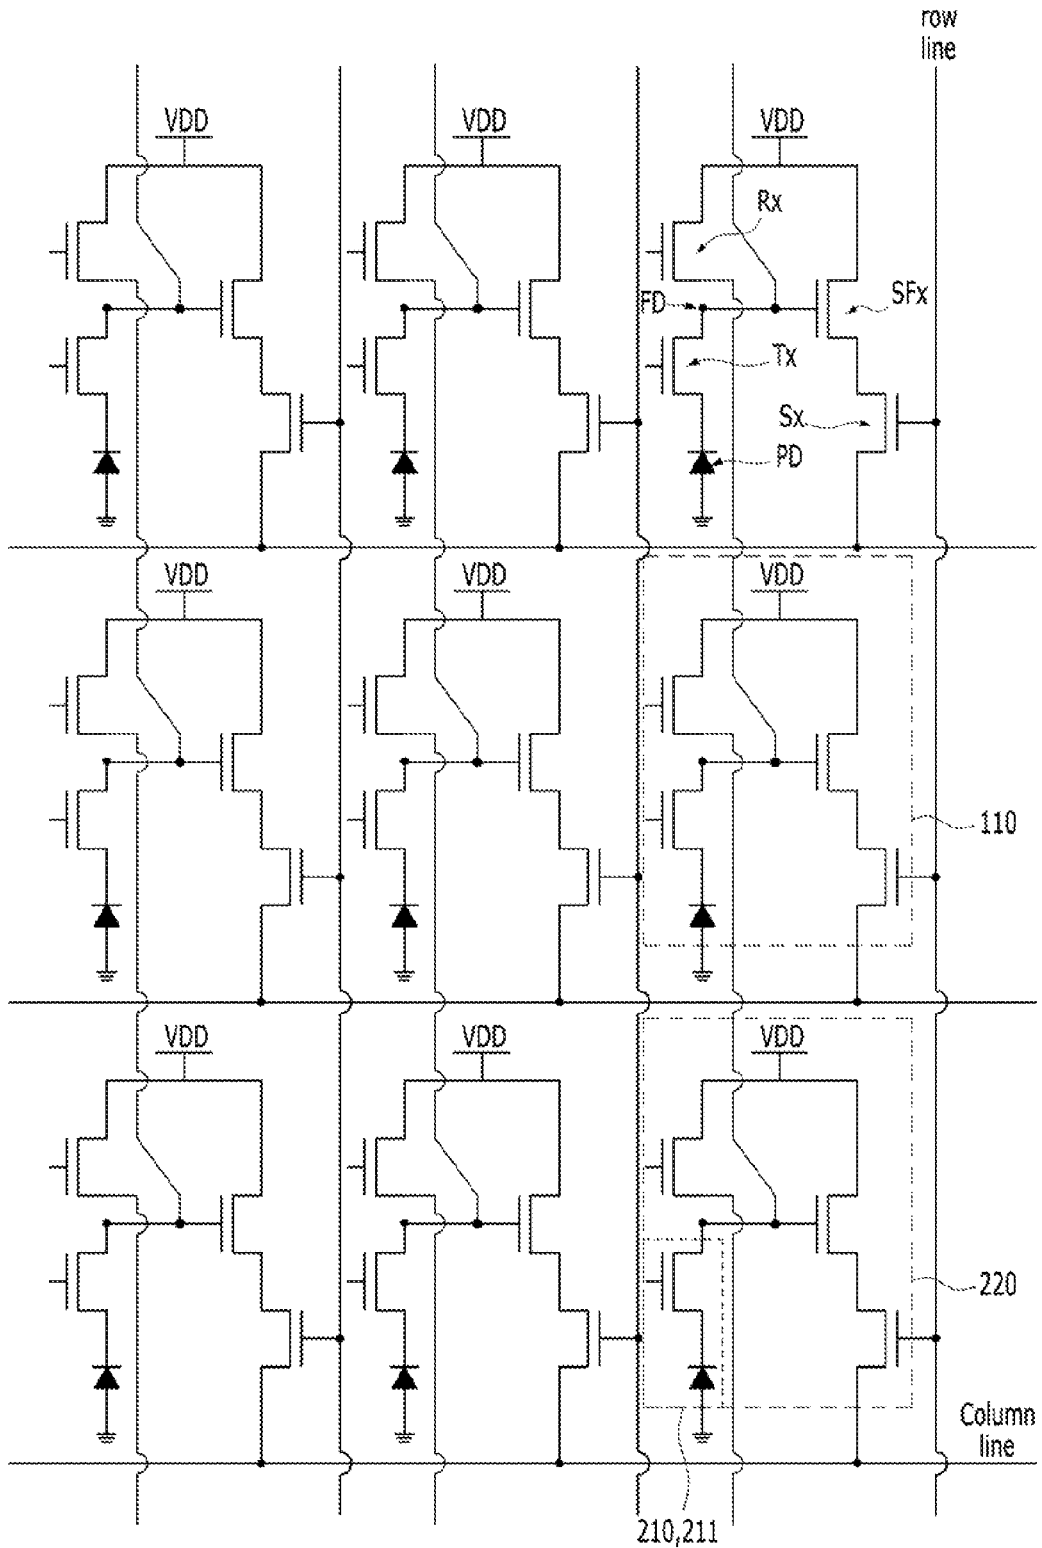 row
line
VDD VDD VDD
Rx
FD
SFx
Tx
Sx
PD
VDD VDD VDD
110
VDD VDD VDD
220
Column
line
210,211